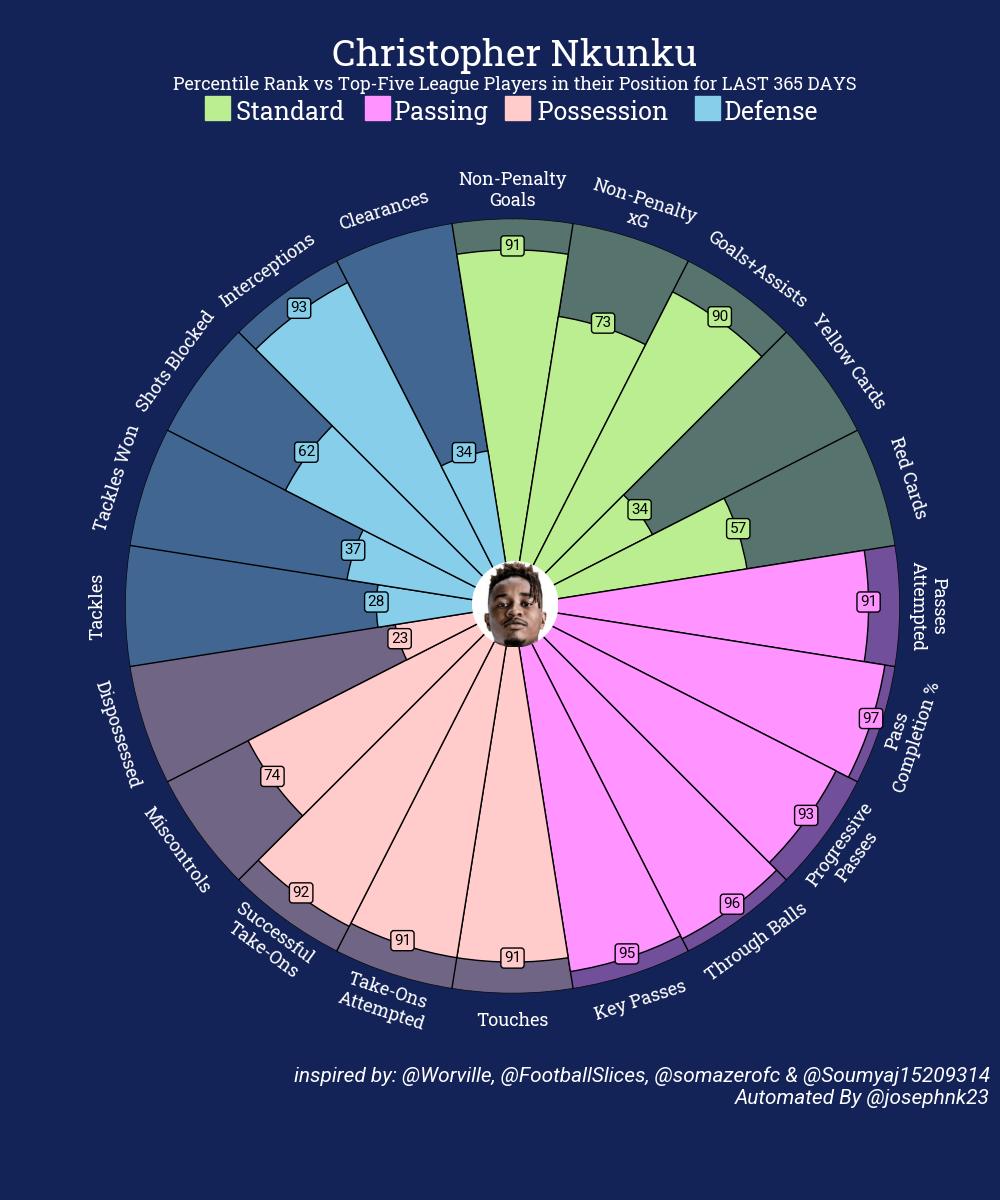 Christopher Nkunku
Percentile Rank vs Top-Five League Players in their Position for LAST 365 DAYS
Standard Passing Possession Defense
Non-Penalty
Goals
91
Non-Penalty
xG
73
Goals+Assists
90
Yellow Cards
34
Red Cards
57
Passes
Attempted
91
Pass
Completion %
97
Progressive
Passes
93
Through Balls
96
Key Passes
95
Touches
91
Take-Ons
Attempted
91
Successful
Take-Ons
92
Miscontrols
74
Dispossessed
23
Tackles
28
Tackles Won
37
Shots Blocked
62
Interceptions
93
Clearances
34
inspired by: @Worville, @FootballSlices, @somazerofc & @Soumyaj15209314
Automated By @josephnk23